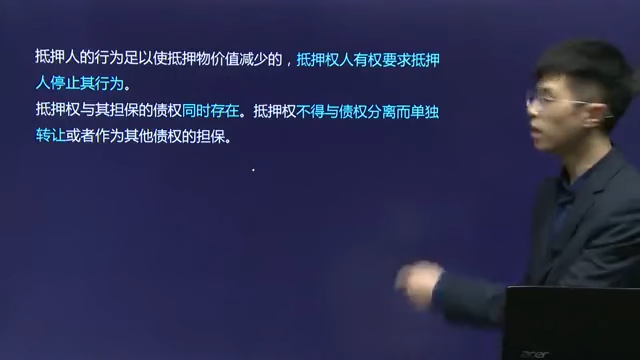 抵押人的行为足以使抵押物价值减少的，抵押权人有权要求抵押
人停止其行为。
抵押权与其担保的债权同时存在。抵押权不得与债权分离而单独
转让或者作为其他债权的担保。
acer